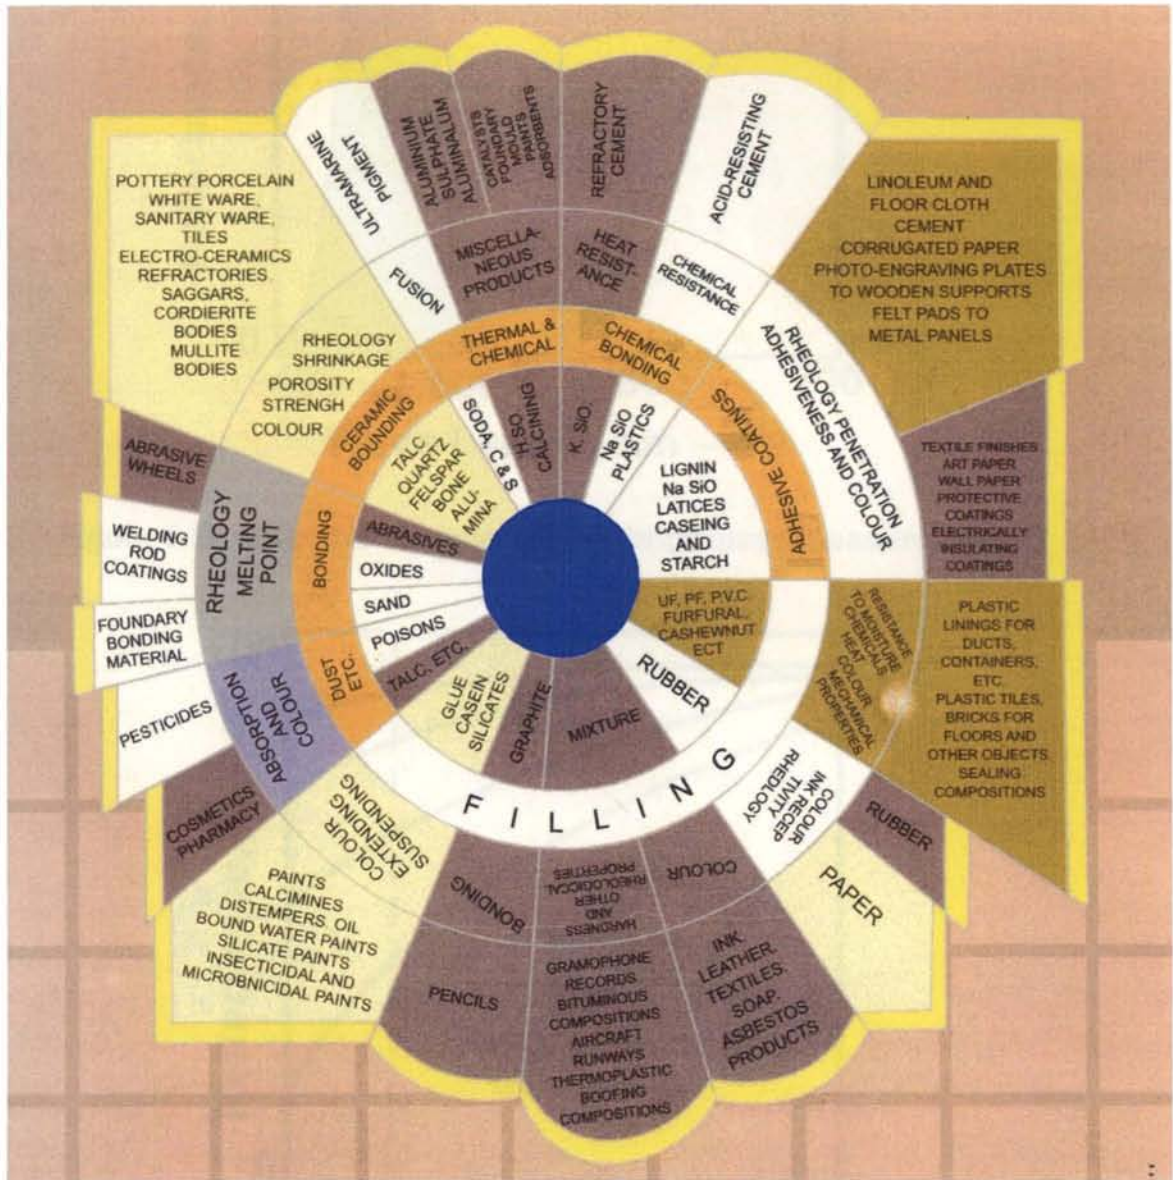 ULTRAMARINE
PIGMENT
ALUMINIUM
SULPHATE
ALUMINALUM
CATALYSTS
FOUNDARY
MOULD
PAINTS
ADSORBENTS
REFRACTORY
CEMENT
ACID-RESISTING
CEMENT
POTTERY PORCELAIN
WHITE WARE,
SANITARY WARE,
TILES
ELECTRO-CERAMICS
REFRACTORIES
SAGGARS,
CORDIERITE
BODIES
MULLITE
BODIES
LINOLEUM AND
FLOOR CLOTH
CEMENT
CORRUGATED PAPER
PHOTO-ENGRAVING PLATES
TO WOODEN SUPPORTS
FELT PADS TO
METAL PANELS
FUISION
MISCELLA-
NEOUS
PRODUCTS
HEAT
RESIST-
ANCE
CHEMICAL
RESISTANCE
RHEOLOGY
SHRINKAGE
POROSITY
STRENGH
COLOUR
RHEOLOGY PENETRATION
ADHESIVENESS AND COLOUR
CERAMIC
BOUNDING
THERMAL &
CHEMICAL
CHEMICAL
BONDING
ADHESIVE COATINGS
TALC
QUARTZ
FELSPAR
BONE
ALU-
MINA
SODA, C & S
H.SO
CALCINING
K. SiO.
Na SiO
PLASTICS
LIGNIN
Na SiO
LATICES
CASEING
AND
STARCH
ABRASIVE
WHEELS
TEXTILE FINISHES
ART PAPER
WALL PAPER
PROTECTIVE
COATINGS
ELECTRICALLY
INSULATING
COATINGS
WELDING
ROD
COATINGS
RHEOLOGY
MELTING
POINT
BONDING
ABRASIVES
OXIDES
SAND
POISONS
TALC, ETC.
FOUNDARY
BONDING
MATERIAL
DUST
ETC.
UF, PF, P.V.C
FURFURAL,
CASHEWNUT
ECT
RESISTANCE
TO MOISTURE
CHEMICALS
HEAT
COLOUR
MECHANICAL
PROPERTIES
PLASTIC
LININGS FOR
DUCTS,
CONTAINERS,
ETC
PLASTIC TILES,
BRICKS FOR
FLOORS AND
OTHER OBJECTS
SEALING
COMPOSITIONS
PESTICIDES
ABSORPTION
AND
COLOUR
GLUE
CASEIN
SILICATES
GRAPHITE
MIXTURE
RUBBER
FILLING
COSMETICS
PHARMACY
COLOUR
EXTENDING
SUSPENDING
BONDING
HARDNESS
AND
OTHER
RHEOLOGICAL
PROPERTIES
COLOUR
COLOUR
INK RECEP
TIVITY
RHEDLOGY
RUBBER
PAPER
PAINTS
CALCIMINES
DISTEMPERS. OIL
BOUND WATER PAINTS
SILICATE PAINTS
INSECTICIDAL AND
MICROBNICIDAL PAINTS
PENCILS
GRAMOPHONE
RECORDS
BITUMINOUS
COMPOSITIONS
AIRCRAFT
RUNWAYS
THERMOPLASTIC
BOOFING
COMPOSITIONS
INK.
LEATHER.
TEXTILES.
SOAP.
ASBESTOS
PRODUCTS